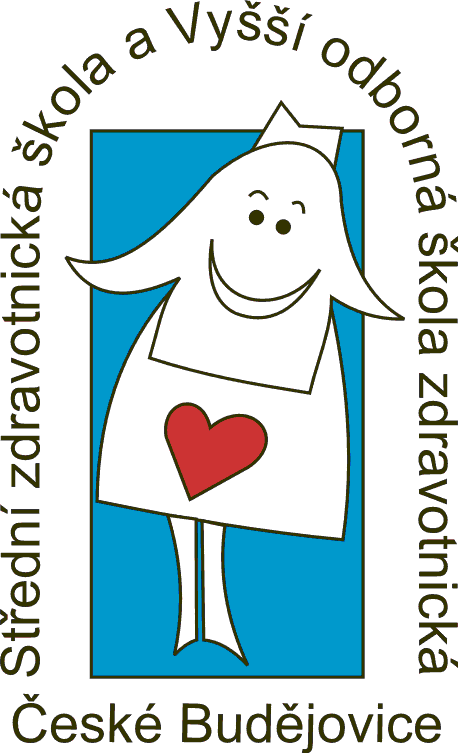 Střední zdravotnická škola a Vyšší odborná škola zdravotnická
České Budějovice